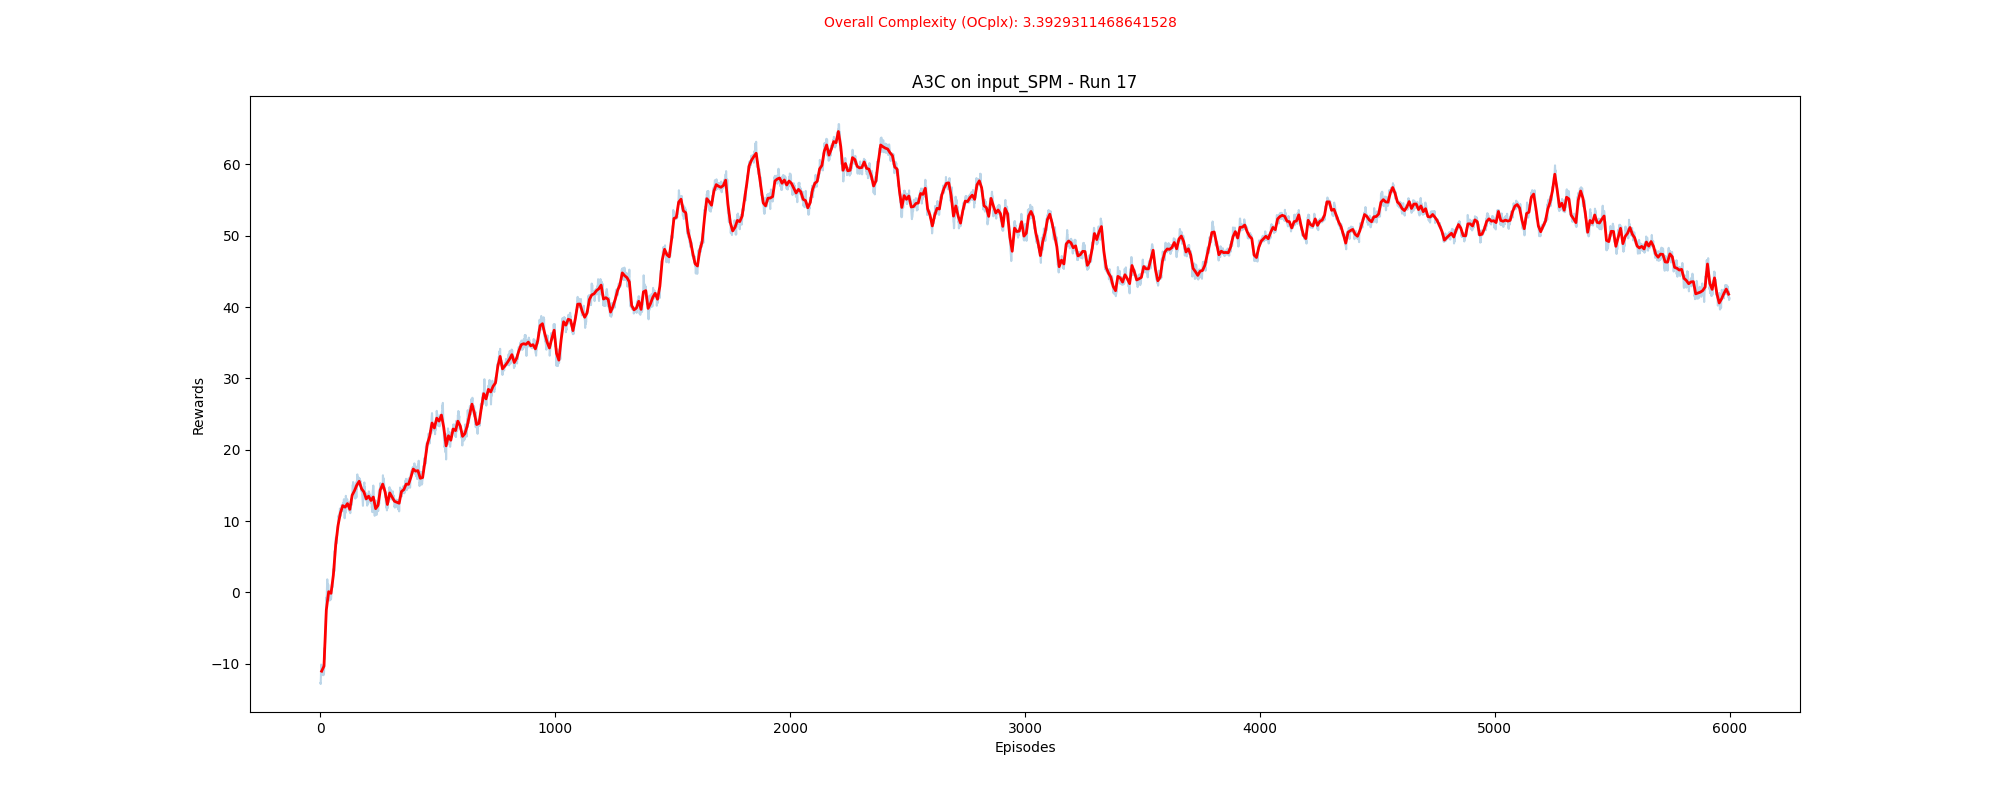 Overall Complexity (OCplx): 3.3929311468641528
A3C on input_SPM - Run 17
Rewards
60
50
40
30
20
10
0
−10
0 1000 2000 3000 4000 5000 6000
Episodes